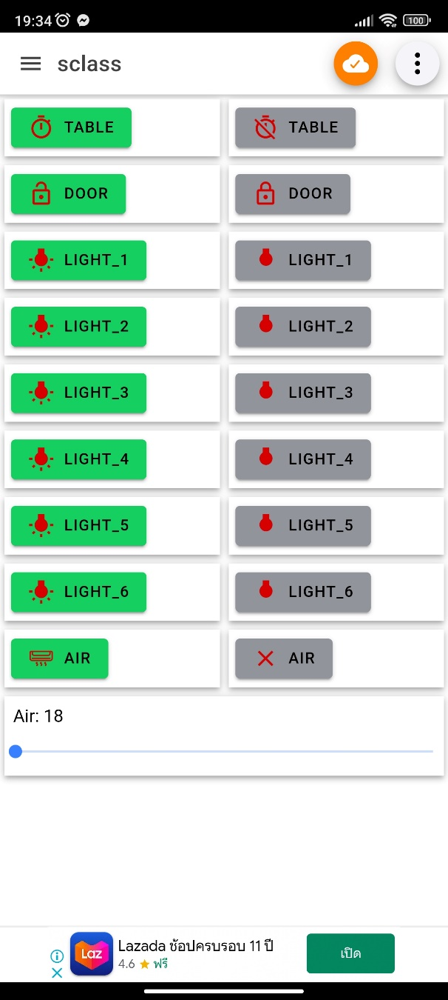 19:34
100
sclass
TABLE TABLE
DOOR DOOR
LIGHT_1 LIGHT_1
LIGHT_2 LIGHT_2
LIGHT_3 LIGHT_3
LIGHT_4 LIGHT_4
LIGHT_5 LIGHT_5
LIGHT_6 LIGHT_6
AIR AIR
Air: 18
Laz
Lazada ช้อปครบรอบ 11 ปี
4.6 ★ ฟรี
เปิด